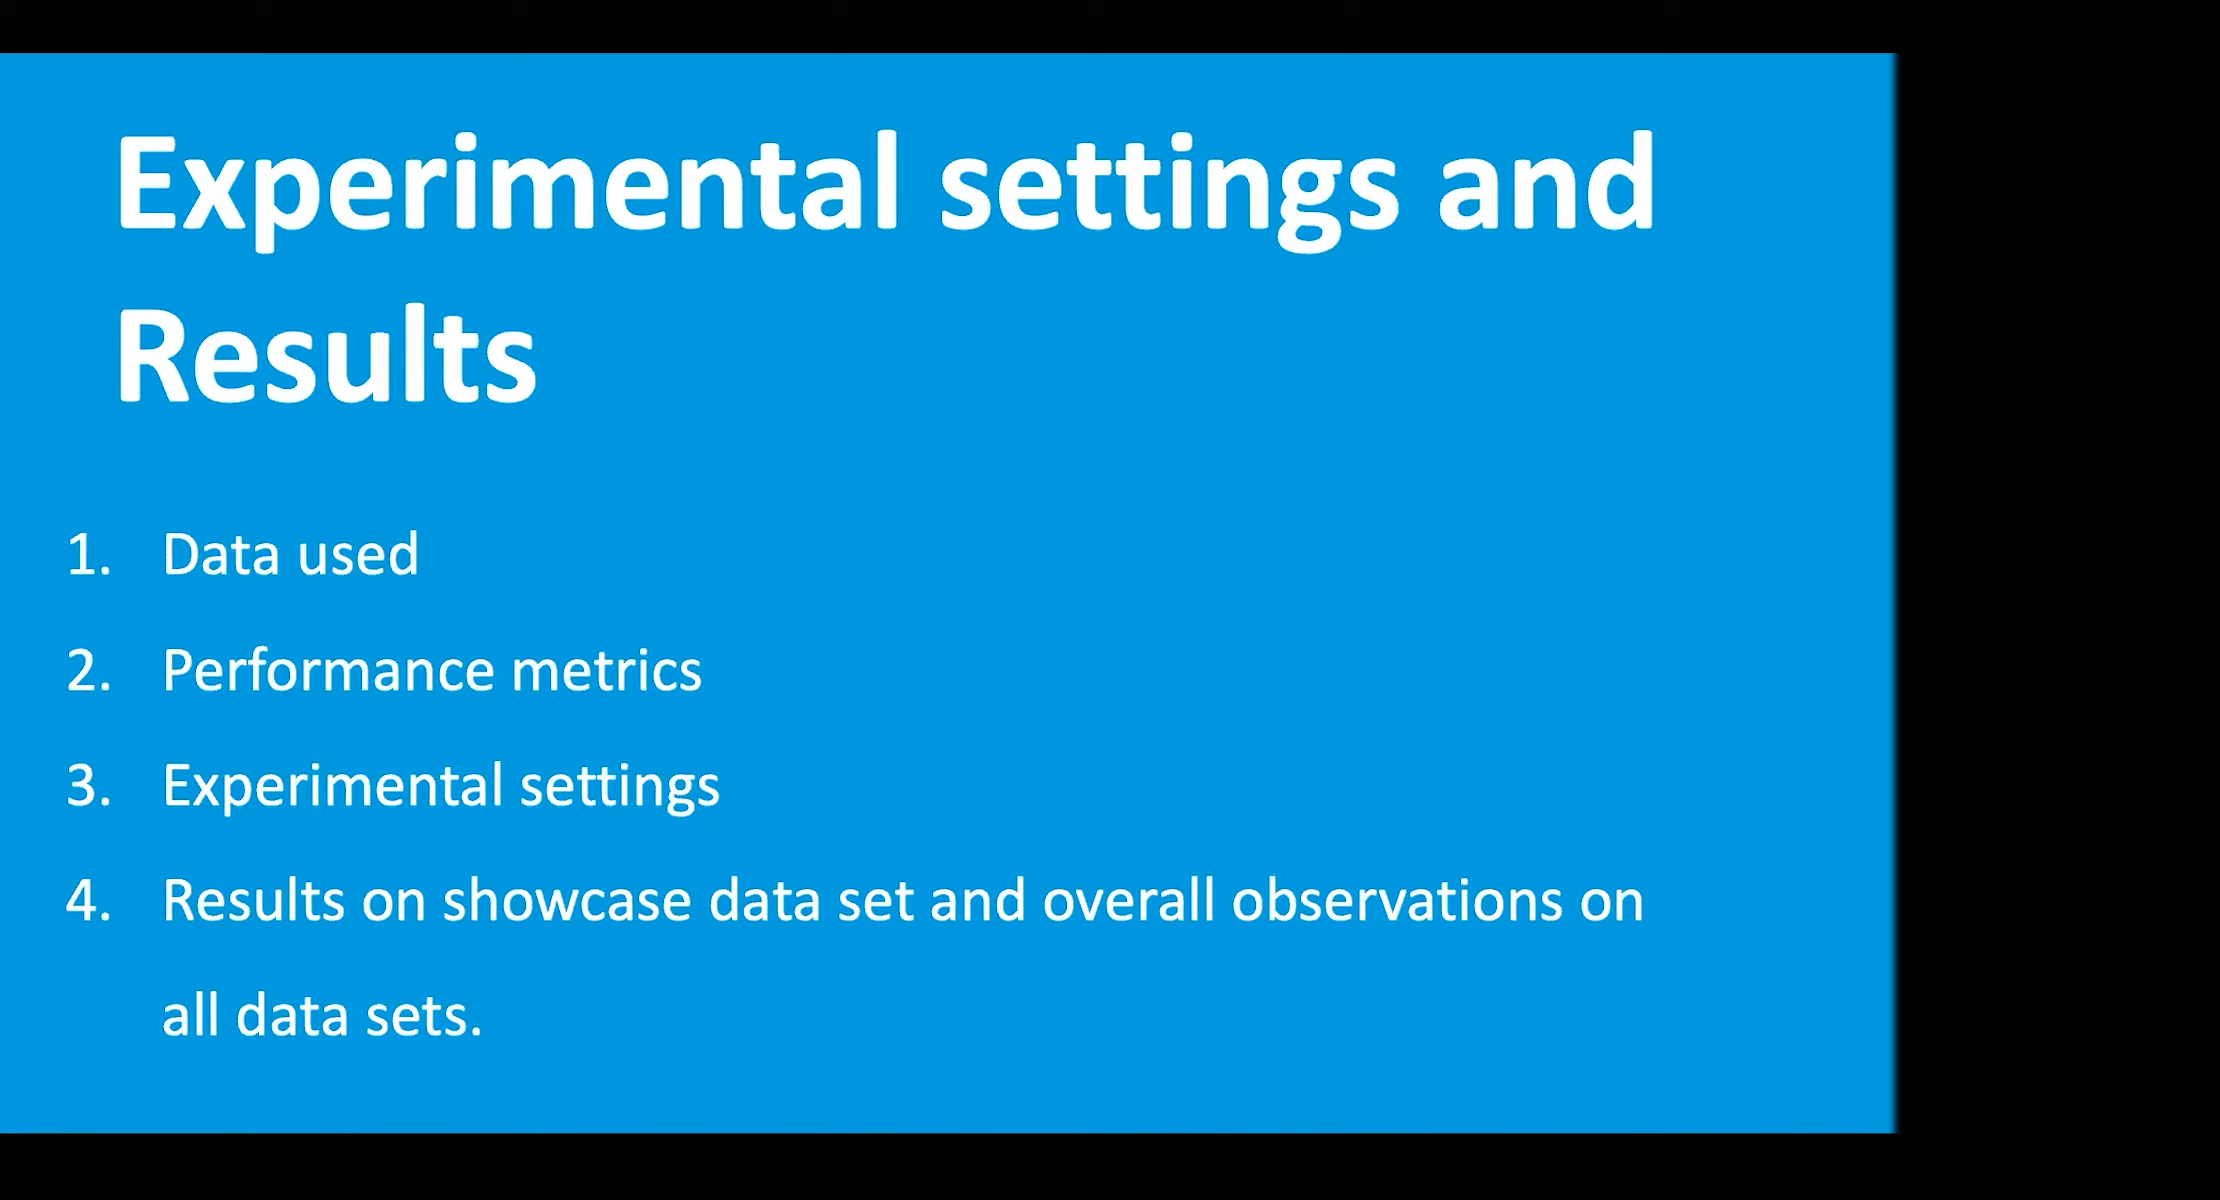 Experimental settings and
Results
1. Data used
2. Performance metrics
3. Experimental settings
4. Results on showcase data set and overall observations on
all data sets.